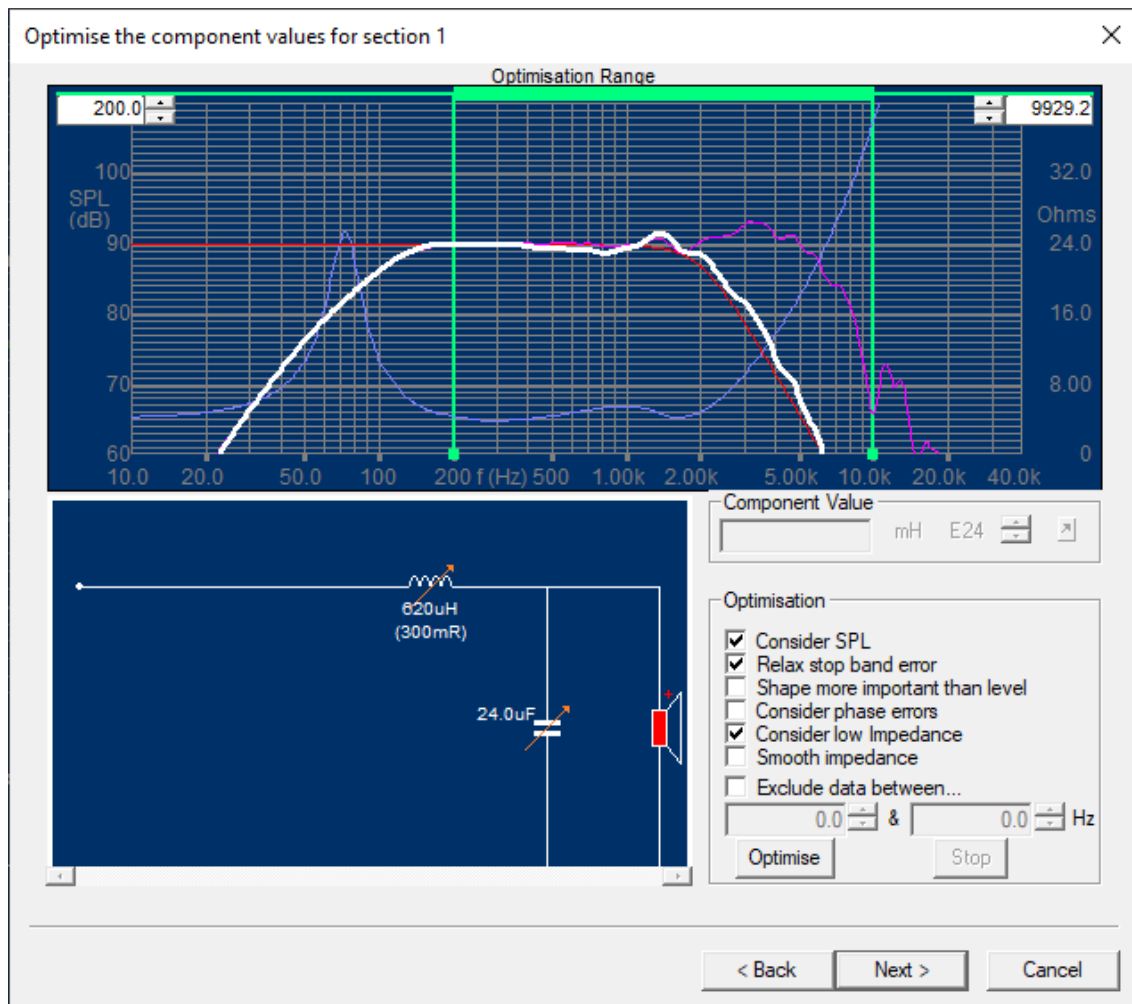 Optimise the component values for section 1
Optimisation Range
200.0 9929.2
100 32.0
SPL
(dB) Ohms
90 24.0
80 16.0
70 8.00
60 0
10.0 20.0 50.0 100 200 f (Hz) 500 1.00k 2.00k 5.00k 10.0k 20.0k 40.0k
Component Value
mH E24
620uH
(300mR)
24.0uF
+
Optimisation
Consider SPL
Relax stop band error
Shape more important than level
Consider phase errors
Consider low Impedance
Smooth impedance
Exclude data between...
0.0 & 0.0 Hz
Optimise Stop
< Back Next > Cancel